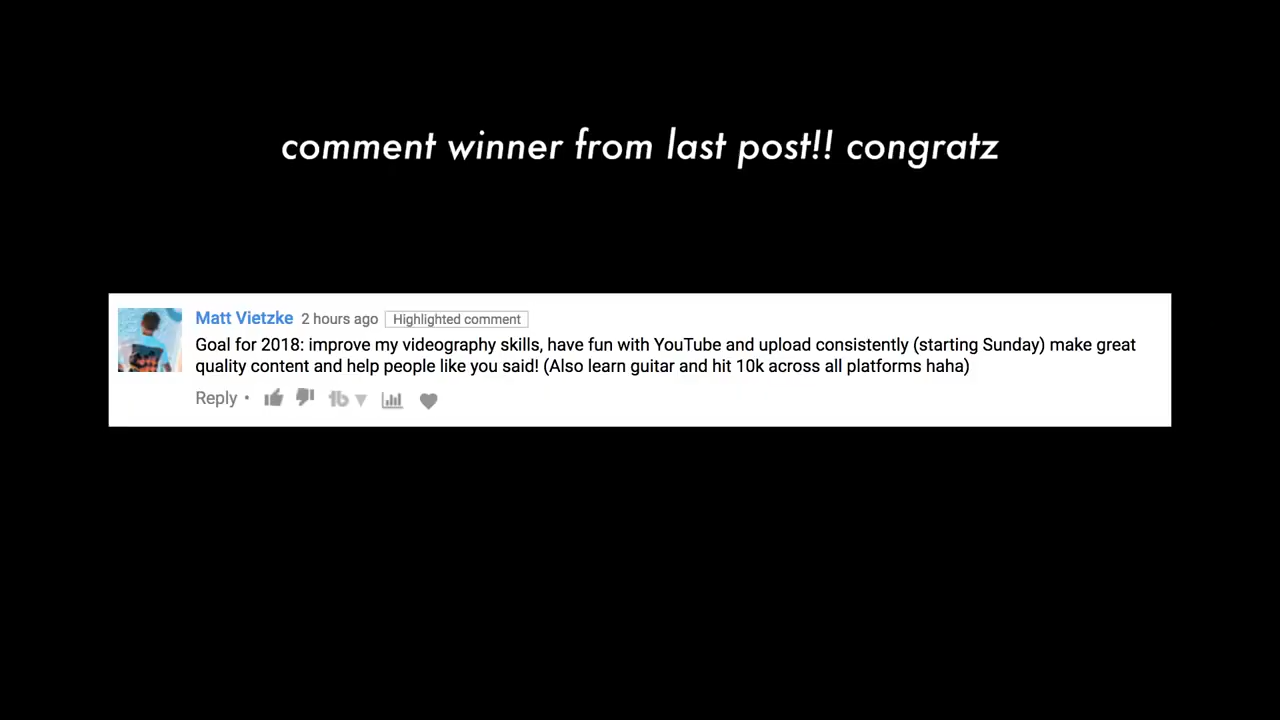 comment winner from last post!! congratz
Matt Vietzke 2 hours ago Highlighted comment
Goal for 2018: improve my videography skills, have fun with YouTube and upload consistently (starting Sunday) make great
quality content and help people like you said! (Also learn guitar and hit 10k across all platforms haha)
Reply •